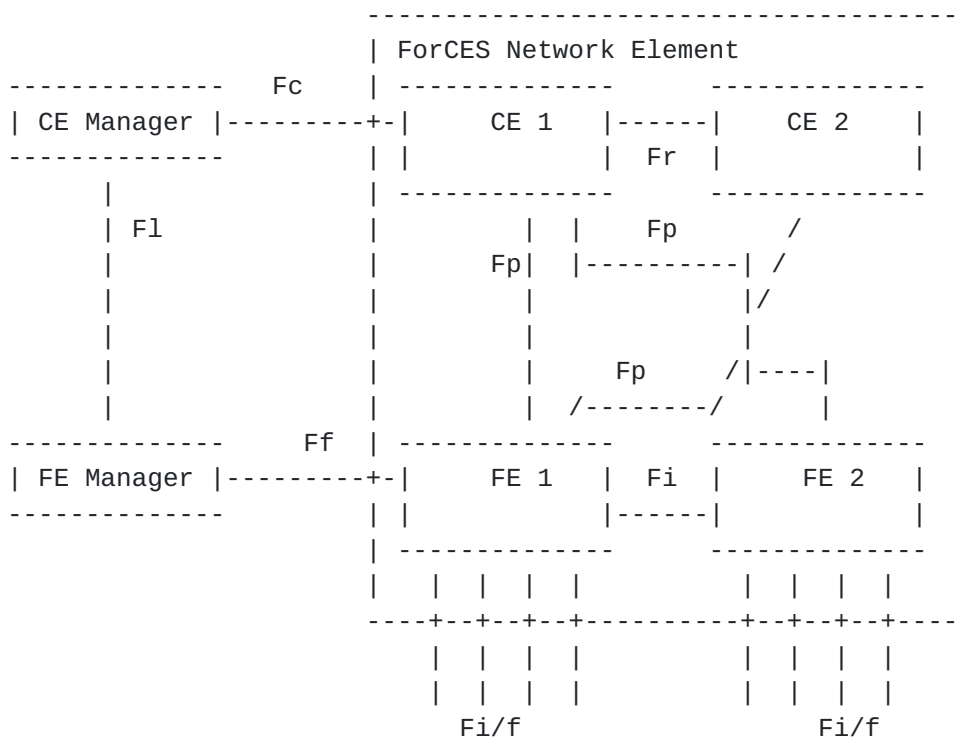 ForCES Network Element
Fc
CE Manager CE 1 CE 2
Fr
Fl Fp
Fp
Fp
Ff
FE Manager FE 1 Fi FE 2
Fi/f Fi/f